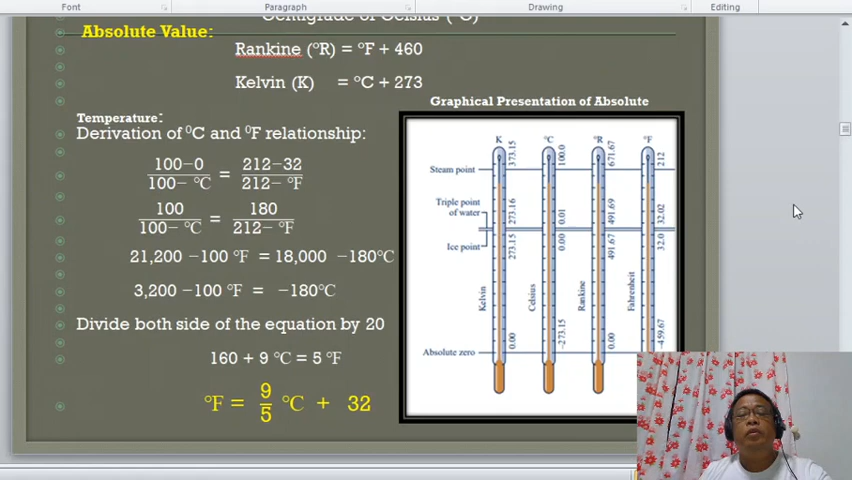 Font Paragraph Drawing Editing
Centigrade or Celsius (°C)
Absolute Value:
Rankine (°R) = °F + 460
Kelvin (K) = °C + 273
Graphical Presentation of Absolute
Temperature:
Derivation of ⁰C and ⁰F relationship:
100−0 / 100− °C = 212−32 / 212− °F
100 / 100− °C = 180 / 212− °F
21,200 −100 °F = 18,000 −180°C
3,200 −100 °F = −180°C
Divide both side of the equation by 20
160 + 9 °C = 5 °F
°F = 9/5 °C + 32
K °C °R °F
Steam point 373.15 100.0 671.67 212
Triple point
of water 273.16 0.01 491.69 32.02
Ice point 273.15 0.00 491.67 32.0
Kelvin Celsius Rankine Fahrenheit
Absolute zero 0.00 −273.15 0.00 −459.67